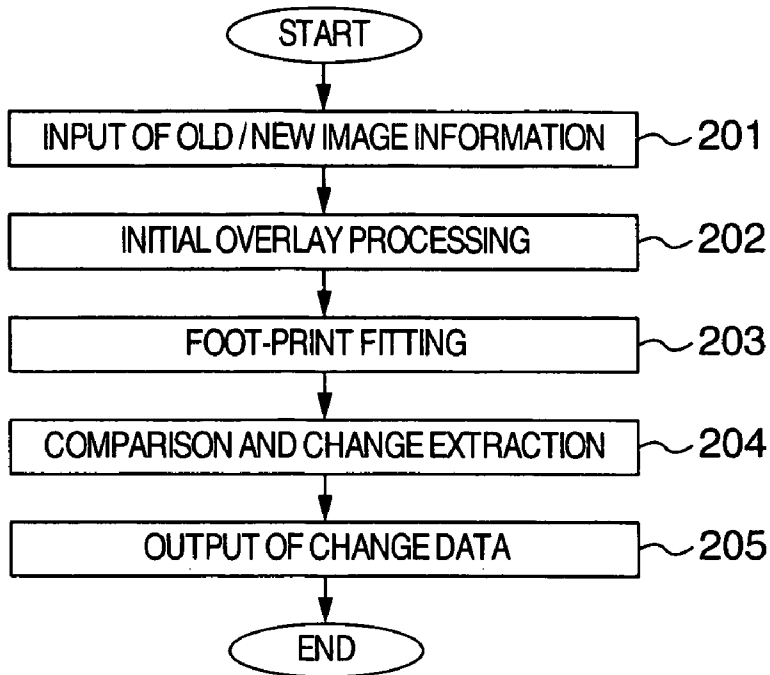 START
INPUT OF OLD / NEW IMAGE INFORMATION 201
INITIAL OVERLAY PROCESSING 202
FOOT-PRINT FITTING 203
COMPARISON AND CHANGE EXTRACTION 204
OUTPUT OF CHANGE DATA 205
END